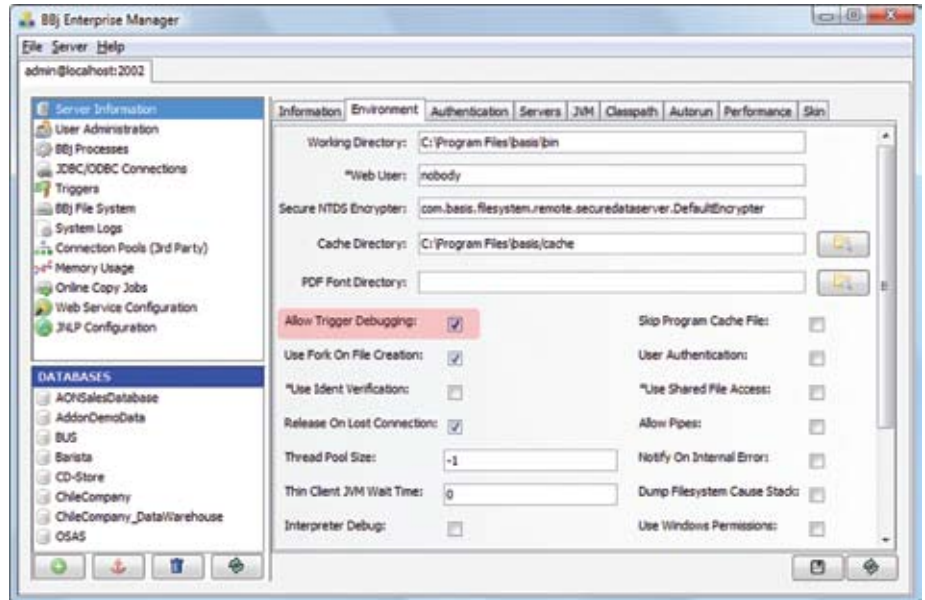 BBj Enterprise Manager
File Server Help
admin@localhost:2002
Server Information
User Administration
BBj Processes
JDBC/ODBC Connections
Triggers
BBj File System
System Logs
Connection Pools (3rd Party)
Memory Usage
Online Copy Jobs
Web Service Configuration
JNLP Configuration
DATABASES
AONSalesDatabase
AddonDemoData
BUS
Barista
CD-Store
ChileCompany
ChileCompany_DataWarehouse
OSAS
Information Environment Authentication Servers JVM Classpath Autorun Performance Skin
Working Directory: C:\Program Files\basis\bin
*Web User: nobody
Secure NTDS Encrypter: com.basis.filesystem.remote.securedataserver.DefaultEncrypter
Cache Directory: C:\Program Files\basis/cache
PDF Font Directory:
Allow Trigger Debugging: Skip Program Cache File:
Use Fork On File Creation: User Authentication:
*Use Ident Verification: *Use Shared File Access:
Release On Lost Connection: Allow Pipes:
Thread Pool Size: -1 Notify On Internal Error:
Thin Client JVM Wait Time: 0 Dump Filesystem Cause Stack:
Interpreter Debug: Use Windows Permissions: